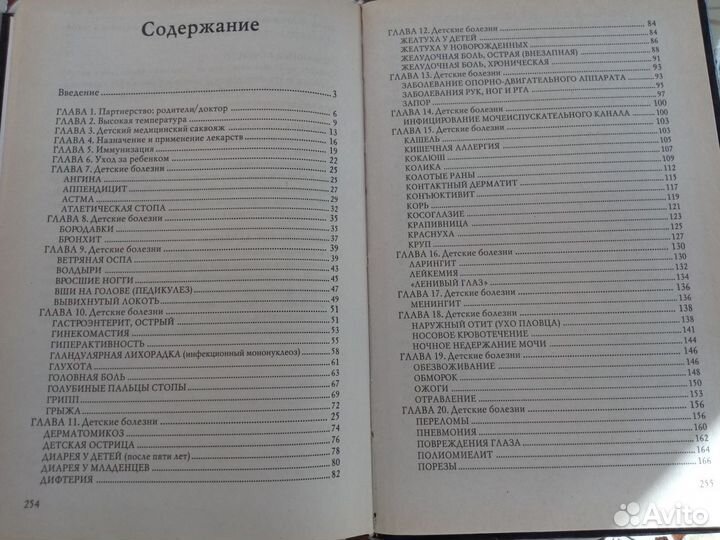 Содержание
Введение 3
ГЛАВА 1. Партнерство: родители/доктор 6
ГЛАВА 2. Высокая температура 9
ГЛАВА 3. Детский медицинский саквояж 13
ГЛАВА 4. Назначение и применение лекарств 16
ГЛАВА 5. Иммунизация 19
ГЛАВА 6. Уход за ребенком 22
ГЛАВА 7. Детские болезни 25
АНГИНА 25
АППЕНДИЦИТ 27
АСТМА 29
АТЛЕТИЧЕСКАЯ СТОПА 32
ГЛАВА 8. Детские болезни 35
БОРОДАВКИ 33
БРОНХИТ 37
ГЛАВА 9. Детские болезни 39
ВЕТРЯНАЯ ОСПА 39
ВОЛДЫРИ 43
ВРОСШИЕ НОГТИ 45
ВШИ НА ГОЛОВЕ (ПЕДИКУЛЕЗ) 47
ВЫВИХНУТЫЙ ЛОКОТЬ 49
ГЛАВА 10. Детские болезни 51
ГАСТРОЭНТЕРИТ, ОСТРЫЙ 51
ГИНЕКОМАСТИЯ 53
ГИПЕРАКТИВНОСТЬ 55
ГЛАНДУЛЯРНАЯ ЛИХОРАДКА (инфекционный мононуклеоз) 58
ГЛУХОТА 61
ГОЛОВНАЯ БОЛЬ 63
ГОЛУБИНЫЕ ПАЛЬЦЫ СТОПЫ 67
ГРИПП 69
ГРЫЖА 72
ГЛАВА 11. Детские болезни 25
ДЕРМАТОМИКОЗ 74
ДЕТСКАЯ ОСТРИЦА 76
ДИАРЕЯ У ДЕТЕЙ (после пяти лет) 78
ДИАРЕЯ У МЛАДЕНЦЕВ 80
ДИФТЕРИЯ 82
254
ГЛАВА 12. Детские болезни 84
ЖЕЛТУХА У ДЕТЕЙ 84
ЖЕЛТУХА У НОВОРОЖДЕННЫХ 86
ЖЕЛУДОЧНАЯ БОЛЬ, ОСТРАЯ (ВНЕЗАПНАЯ) 88
ЖЕЛУДОЧНАЯ БОЛЬ, ХРОНИЧЕСКАЯ 91
ГЛАВА 13. Детские болезни 93
ЗАБОЛЕВАНИЕ ОПОРНО-ДВИГАТЕЛЬНОГО АППАРАТА 93
ЗАБОЛЕВАНИЯ РУК, НОГ И РТА 95
ЗАПОР 97
ГЛАВА 14. Детские болезни 100
ИНФИЦИРОВАНИЕ МОЧЕИСПУСКАТЕЛЬНОГО КАНАЛА 100
ГЛАВА 15. Детские болезни 103
КАШЕЛЬ 103
КИШЕЧНАЯ АЛЛЕРГИЯ 105
КОКЛЮШ 107
КОЛИКА 109
КОЛОТЫЕ РАНЫ 112
КОНТАКТНЫЙ ДЕРМАТИТ 115
КОНЪЮКТИВИТ 117
КОРЬ 119
КОСОГЛАЗИЕ 121
КРАПИВНИЦА 123
КРАСНУХА 125
КРУП 127
ГЛАВА 16. Детские болезни 130
ЛАРИНГИТ 130
ЛЕЙКЕМИЯ 132
«ЛЕНИВЫЙ ГЛАЗ» 134
ГЛАВА 17. Детские болезни 136
МЕНИНГИТ 136
ГЛАВА 18. Детские болезни 138
НАРУЖНЫЙ ОТИТ (УХО ПЛОВЦА) 138
НОСОВОЕ КРОВОТЕЧЕНИЕ 141
НОЧНОЕ НЕДЕРЖАНИЕ МОЧИ 144
ГЛАВА 19. Детские болезни 146
ОБЕЗВОЖИВАНИЕ 146
ОБМОРОК 148
ОЖОГИ 150
ОТРАВЛЕНИЕ 153
ГЛАВА 20. Детские болезни 156
ПЕРЕЛОМЫ 156
ПНЕВМОНИЯ 160
ПОВРЕЖДЕНИЯ ГЛАЗА 162
ПОЛИОМИЕЛИТ 164
ПОРЕЗЫ 166
255
Avito